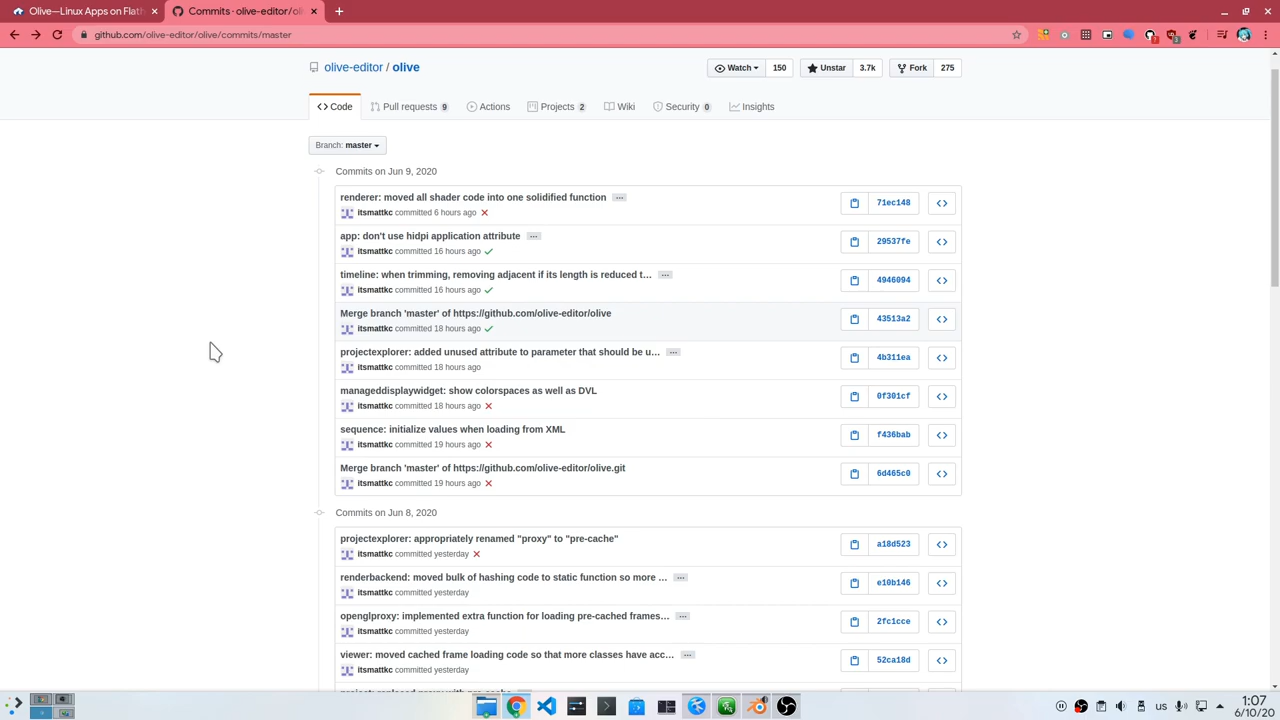 Olive—Linux Apps on Flath
Commits · olive-editor/oli
github.com/olive-editor/olive/commits/master
olive-editor / olive
Watch 150
Unstar 3.7k
Fork 275
Code
Pull requests 9
Actions
Projects 2
Wiki
Security 0
Insights
Branch: master
Commits on Jun 9, 2020
renderer: moved all shader code into one solidified function …
itsmattkc committed 6 hours ago
71ec148
app: don't use hidpi application attribute …
itsmattkc committed 16 hours ago
29537fe
timeline: when trimming, removing adjacent if its length is reduced t… …
itsmattkc committed 16 hours ago
4946094
Merge branch 'master' of https://github.com/olive-editor/olive
itsmattkc committed 18 hours ago
43513a2
projectexplorer: added unused attribute to parameter that should be u… …
itsmattkc committed 18 hours ago
4b311ea
manageddisplaywidget: show colorspaces as well as DVL
itsmattkc committed 18 hours ago
0f301cf
sequence: initialize values when loading from XML
itsmattkc committed 19 hours ago
f436bab
Merge branch 'master' of https://github.com/olive-editor/olive.git
itsmattkc committed 19 hours ago
6d465c0
Commits on Jun 8, 2020
projectexplorer: appropriately renamed "proxy" to "pre-cache"
itsmattkc committed yesterday
a18d523
renderbackend: moved bulk of hashing code to static function so more … …
itsmattkc committed yesterday
e10b146
openglproxy: implemented extra function for loading pre-cached frames… …
itsmattkc committed yesterday
2fc1cce
viewer: moved cached frame loading code so that more classes have acc… …
itsmattkc committed yesterday
52ca18d
us
1:07
6/10/20